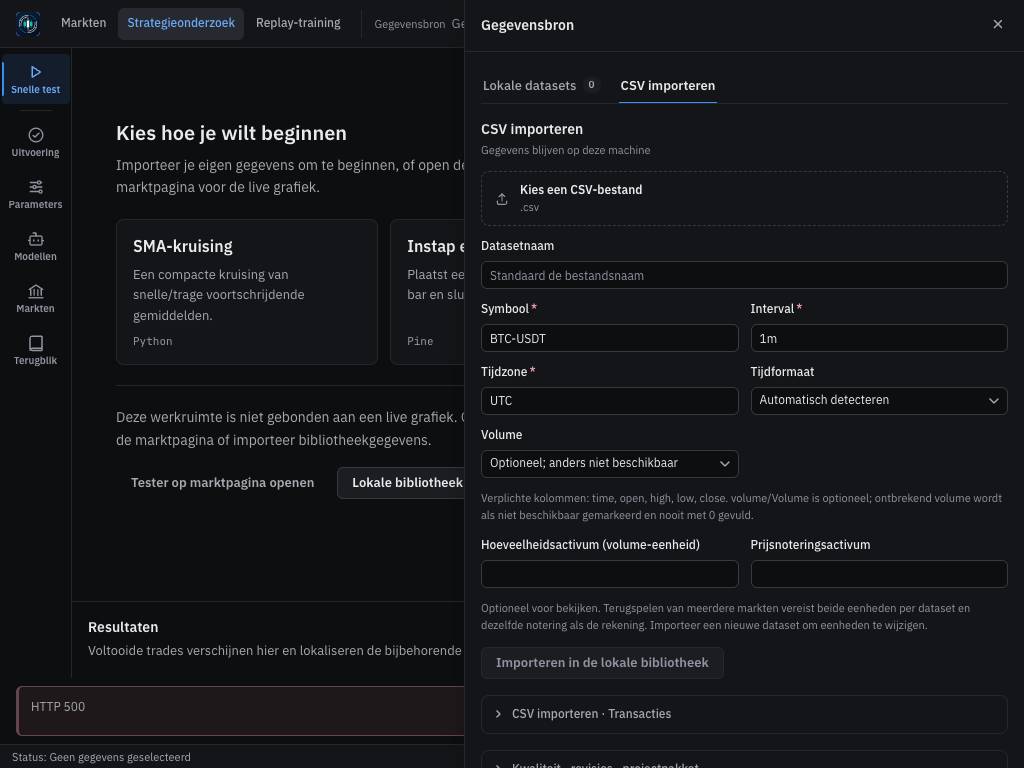 Markten
Strategieonderzoek
Replay-training
Gegevensbron
Snelle test
Uitvoering
Parameters
Modellen
Markten
Terugblik
Kies hoe je wilt beginnen
Importeer je eigen gegevens om te beginnen, of open
marktpagina voor de live grafiek.
SMA-kruising
Een compacte kruising van
snelle/trage voortschrijdende
gemiddelden.
Python
Instap
Plaatst
bar en
Pine
Deze werkruimte is niet gebonden aan een live grafiek.
de marktpagina of importeer bibliotheekgegevens.
Tester op marktpagina openen
Lokale bibliotheek
Resultaten
Voltooide trades verschijnen hier en lokaliseren de bijbehorende
HTTP 500
Status: Geen gegevens geselecteerd
Gegevensbron
Lokale datasets 0
CSV importeren
CSV importeren
Gegevens blijven op deze machine
Kies een CSV-bestand
.csv
Datasetnaam
Standaard de bestandsnaam
Symbool*
Interval*
BTC-USDT
1m
Tijdzone*
Tijdformaat
UTC
Automatisch detecteren
Volume
Optioneel; anders niet beschikbaar
Verplichte kolommen: time, open, high, low, close. volume/Volume is optioneel; ontbrekend volume wordt
als niet beschikbaar gemarkeerd en nooit met 0 gevuld.
Hoeveelheidsactivum (volume-eenheid)
Prijsnoteringsactivum
Optioneel voor bekijken. Terugspelen van meerdere markten vereist beide eenheden per dataset en
dezelfde notering als de rekening. Importeer een nieuwe dataset om eenheden te wijzigen.
Importeren in de lokale bibliotheek
CSV importeren · Transacties
Kwaliteit · revisies · projectpakket